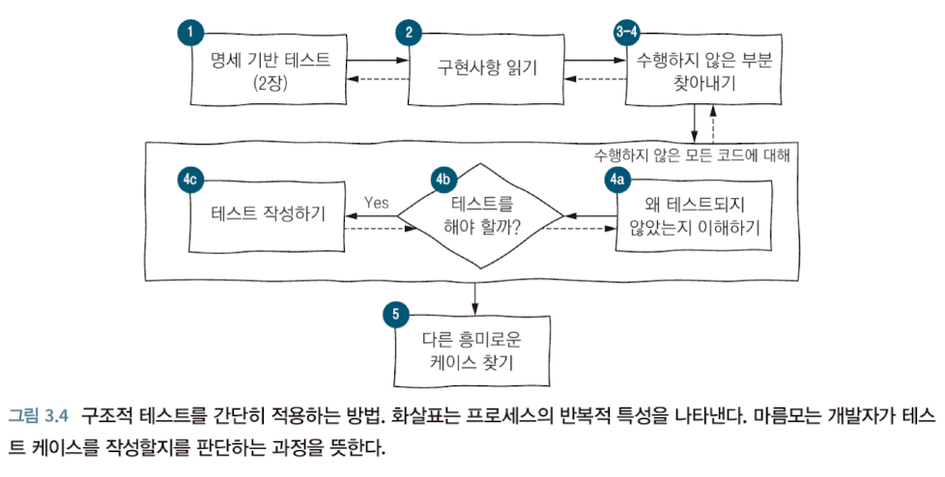 1
명세 기반 테스트
(2장)
2
구현사항 읽기
3-4
수행하지 않은 부분
찾아내기
수행하지 않은 모든 코드에 대해
4c
테스트 작성하기
Yes
4b
테스트를
해야 할까?
4a
왜 테스트되지
않았는지 이해하기
5
다른 흥미로운
케이스 찾기
그림 3.4 구조적 테스트를 간단히 적용하는 방법. 화살표는 프로세스의 반복적 특성을 나타낸다. 마름모는 개발자가 테스
트 케이스를 작성할지를 판단하는 과정을 뜻한다.